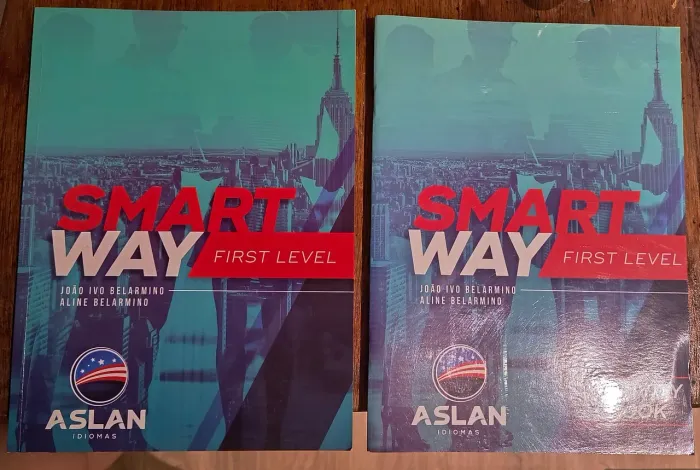 SMART
WAY
FIRST LEVEL
JOÃO IVO BELARMINO
ALINE BELARMINO
ASLAN
IDIOMAS
SMART
WAY
FIRST LEVEL
JOÃO IVO BELARMINO
ALINE BELARMINO
ASLAN
IDIOMAS